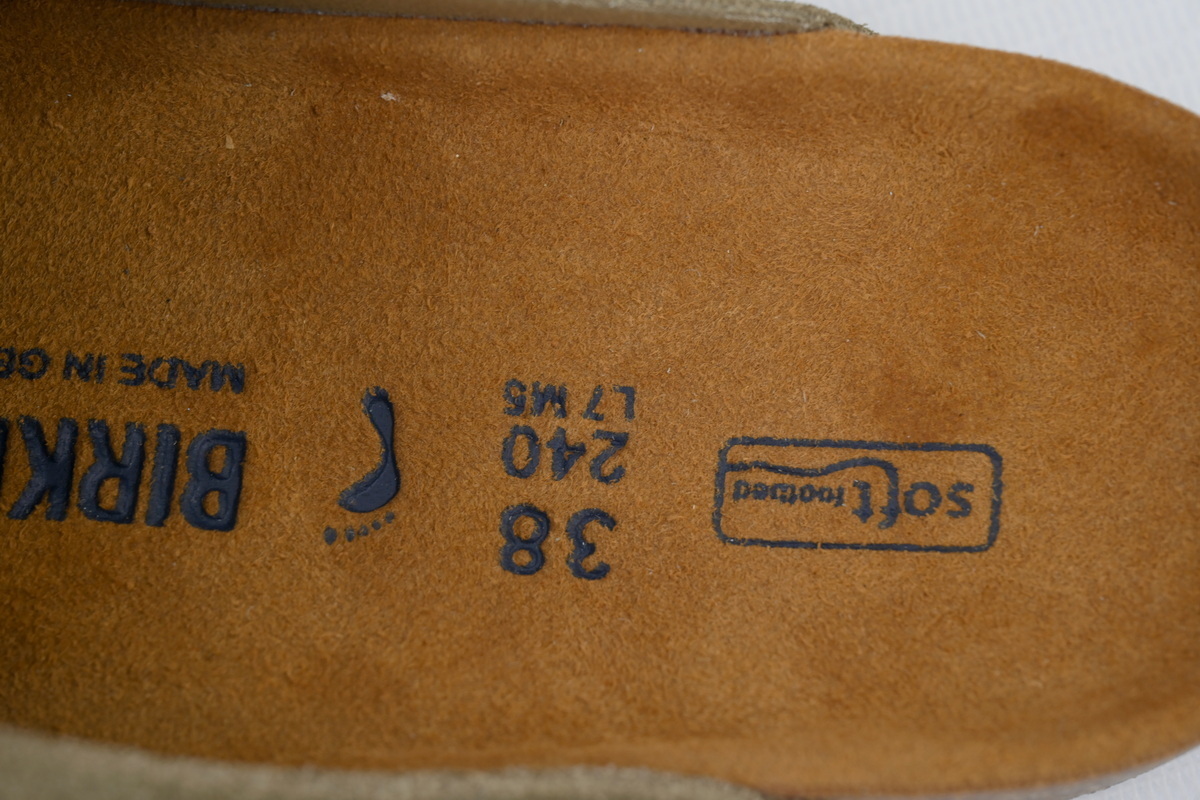 soft footbed
38
240
L7 M5
BIRK
MADE IN GE